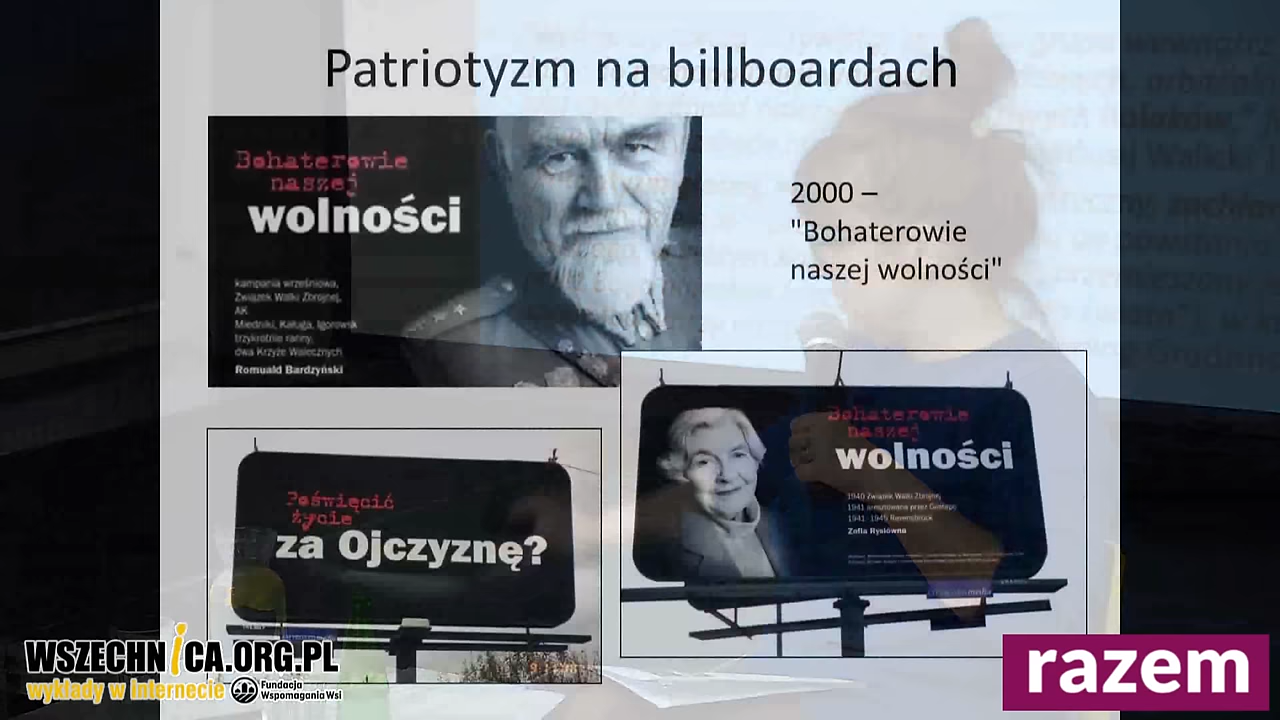 Patriotyzm na billboardach
Bohaterowie
naszej
wolności
kampania wrześniowa,
Związek Walki Zbrojnej,
AK
Miedniki, Kaługa, Igorowsk
trzykrotnie ranny,
dwa Krzyże Walecznych
Romuald Bardzyński
2000 –
"Bohaterowie
naszej wolności"
Poświęcić
życie
za Ojczyznę?
Bohaterowie
naszej
wolności
1940 Związek Walki Zbrojnej,
1941 aresztowana przez Gestapo
1941- 1945 Ravensbrück
Zofia Rysiówna
WSZECHNICA.ORG.PL
wykłady w Internecie
Fundacja
Wspomagania Wsi
razem